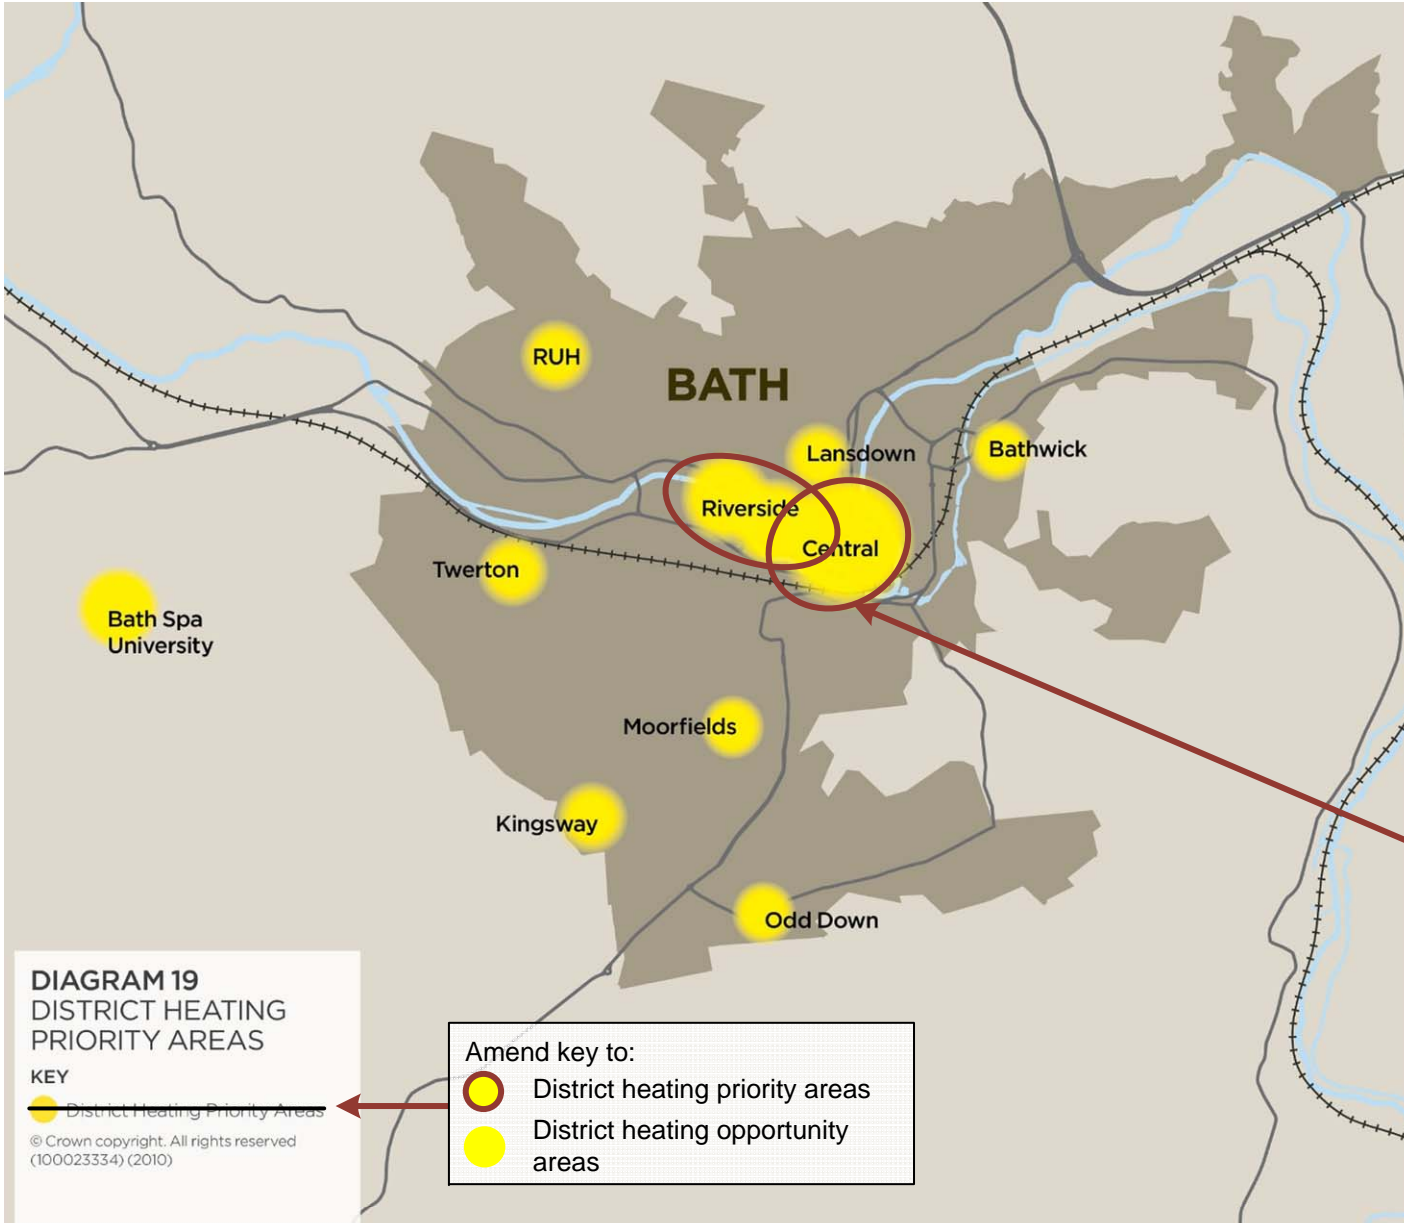 RUH
BATH
Lansdown
Bathwick
Riverside
Central
Twerton
Bath Spa
University
Moorfields
Kingsway
Odd Down
DIAGRAM 19
DISTRICT HEATING
PRIORITY AREAS
KEY
District Heating Priority Areas
© Crown copyright. All rights reserved
(100023334) (2010)
Amend key to:
District heating priority areas
District heating opportunity
areas